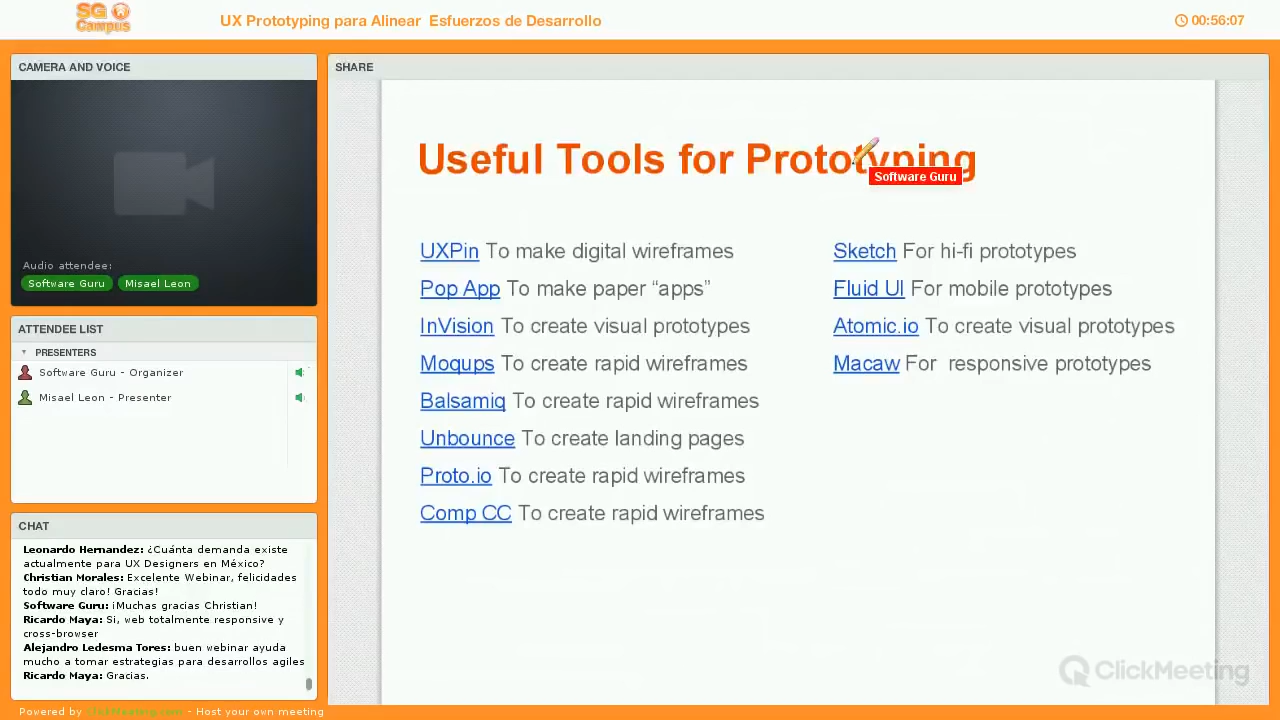 SG Campus
UX Prototyping para Alinear Esfuerzos de Desarrollo
00:56:07
CAMERA AND VOICE
Audio attendee:
Software Guru Misael Leon
ATTENDEE LIST
PRESENTERS
Software Guru - Organizer
Misael Leon - Presenter
CHAT
Leonardo Hernandez: ¿Cuánta demanda existe
actualmente para UX Designers en México?
Christian Morales: Excelente Webinar, felicidades
todo muy claro! Gracias!
Software Guru: ¡Muchas gracias Christian!
Ricardo Maya: Si, web totalmente responsive y
cross-browser
Alejandro Ledesma Tores: buen webinar ayuda
mucho a tomar estrategias para desarrollos agiles
Ricardo Maya: Gracias.
Powered by ClickMeeting.com - Host your own meeting
SHARE
Useful Tools for Prototyping
Software Guru
UXPin To make digital wireframes
Pop App To make paper “apps”
InVision To create visual prototypes
Moqups To create rapid wireframes
Balsamiq To create rapid wireframes
Unbounce To create landing pages
Proto.io To create rapid wireframes
Comp CC To create rapid wireframes
Sketch For hi-fi prototypes
Fluid UI For mobile prototypes
Atomic.io To create visual prototypes
Macaw For responsive prototypes
ClickMeeting